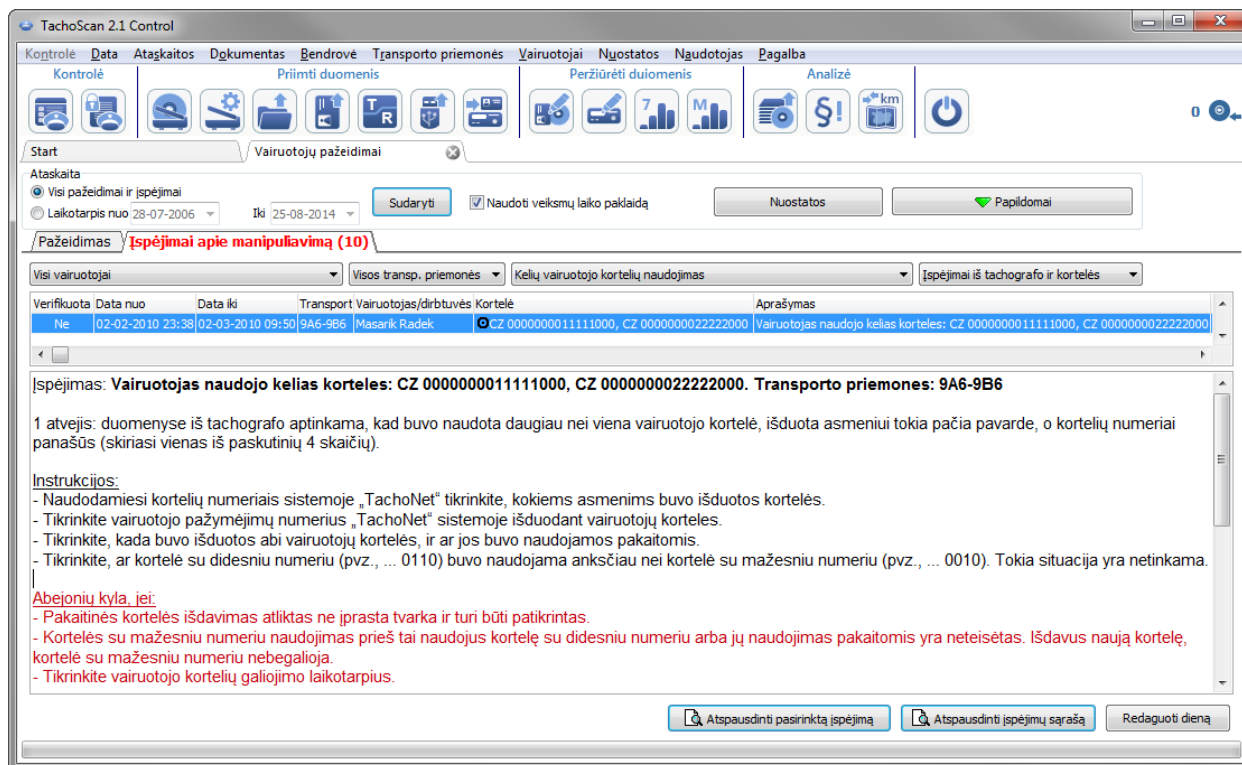 TachoScan 2.1 Control
Kontrolė Data Ataskaitos Dokumentas Bendrovė Transporto priemonės Vairuotojai Nuostatos Naudotojas Pagalba
Kontrolė Priimti duomenis Peržiūrėti duiomenis Analizė
T R 7 M §! km 0
Start Vairuotojų pažeidimai
Ataskaita
Visi pažeidimai ir įspėjimai
Laikotarpis nuo 28-07-2006 Iki 25-08-2014 Sudaryti Naudoti veiksmų laiko paklaidą Nuostatos Papildomai
Pažeidimas Įspėjimai apie manipuliavimą (10)
Visi vairuotojai Visos transp. priemonės Kelių vairuotojo kortelių naudojimas Įspėjimai iš tachografo ir kortelės
Verifikuota Data nuo Data iki Transport Vairuotojas/dirbtuvės Kortelė Aprašymas
Ne 02-02-2010 23:38 02-03-2010 09:50 9A6-9B6 Masarik Radek CZ 0000000011111000, CZ 0000000022222000 Vairuotojas naudojo kelias korteles: CZ 0000000011111000, CZ 0000000022222000
Įspėjimas: Vairuotojas naudojo kelias korteles: CZ 0000000011111000, CZ 0000000022222000. Transporto priemones: 9A6-9B6
1 atvejis: duomenyse iš tachografo aptinkama, kad buvo naudota daugiau nei viena vairuotojo kortelė, išduota asmeniui tokia pačia pavarde, o kortelių numeriai
panašūs (skiriasi vienas iš paskutinių 4 skaičių).
Instrukcijos:
- Naudodamiesi kortelių numeriais sistemoje „TachoNet“ tikrinkite, kokiems asmenims buvo išduotos kortelės.
- Tikrinkite vairuotojo pažymėjimų numerius „TachoNet“ sistemoje išduodant vairuotojų korteles.
- Tikrinkite, kada buvo išduotos abi vairuotojų kortelės, ir ar jos buvo naudojamos pakaitomis.
- Tikrinkite, ar kortelė su didesniu numeriu (pvz., ... 0110) buvo naudojama anksčiau nei kortelė su mažesniu numeriu (pvz., ... 0010). Tokia situacija yra netinkama.
Abejonių kyla, jei:
- Pakaitinės kortelės išdavimas atliktas ne įprasta tvarka ir turi būti patikrintas.
- Kortelės su mažesniu numeriu naudojimas prieš tai naudojus kortelę su didesniu numeriu arba jų naudojimas pakaitomis yra neteisėtas. Išdavus naują kortelę,
kortelė su mažesniu numeriu nebegalioja.
- Tikrinkite vairuotojo kortelių galiojimo laikotarpius.
Atspausdinti pasirinktą įspėjimą Atspausdinti įspėjimų sąrašą Redaguoti dieną